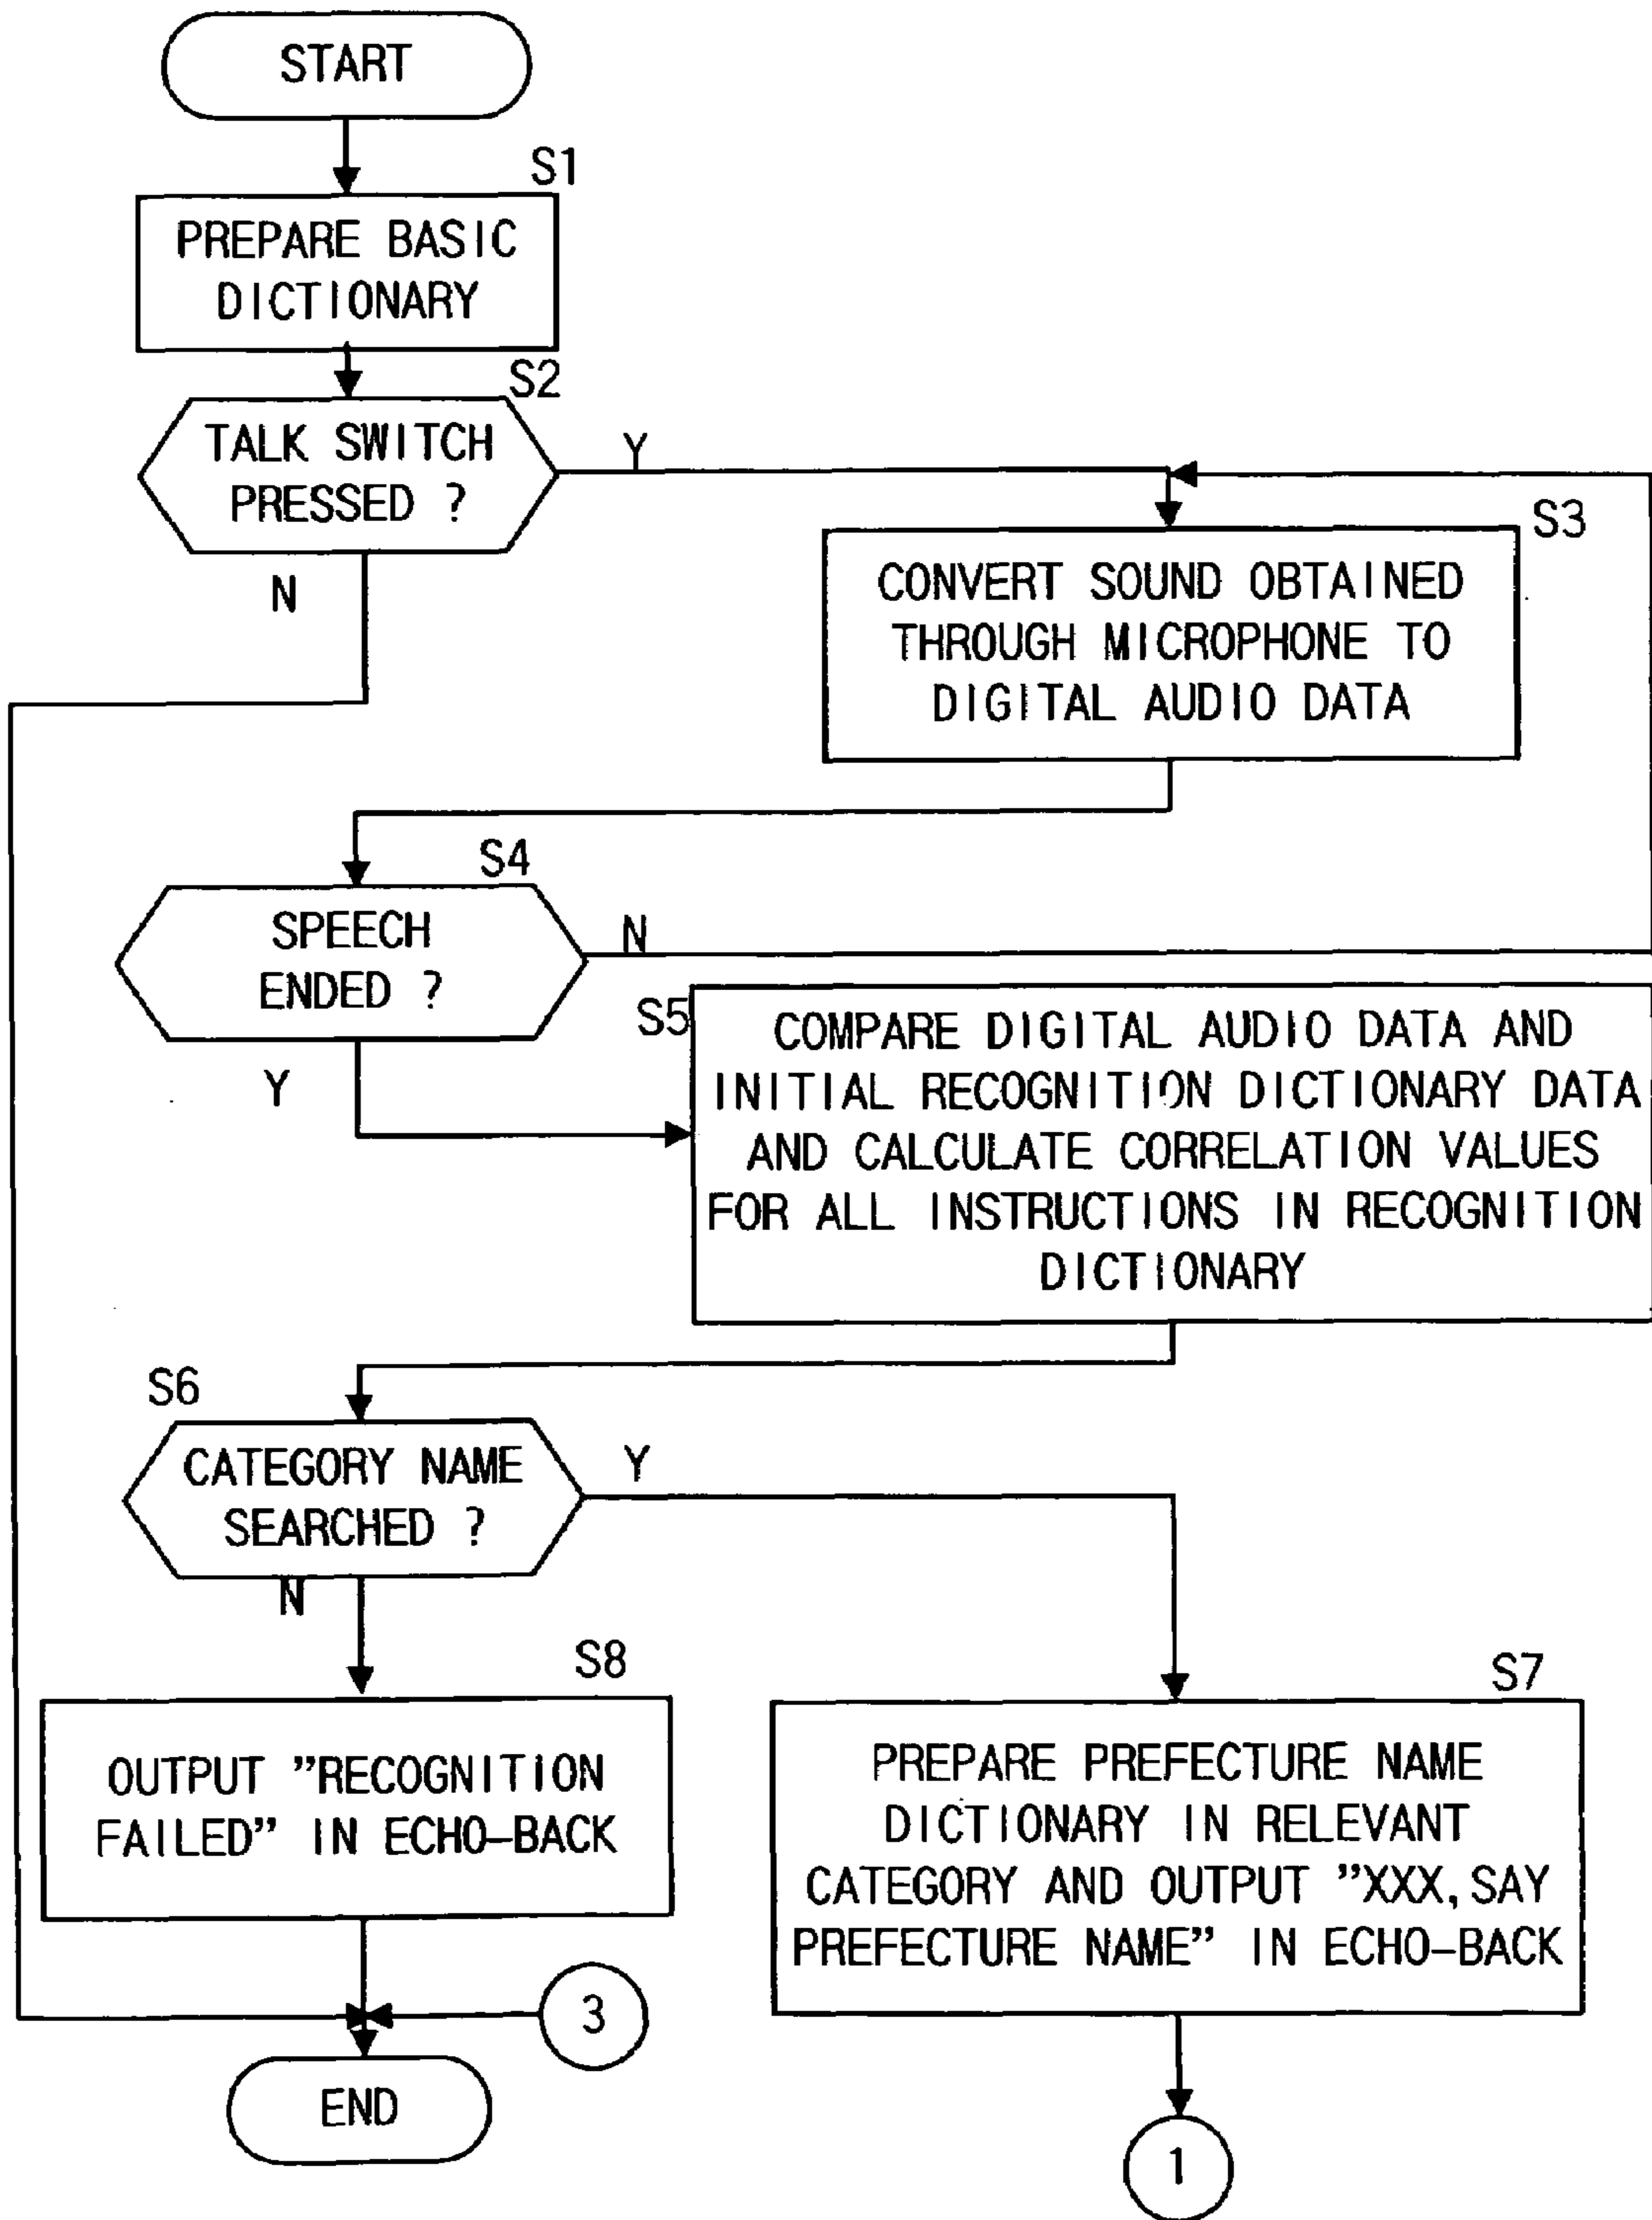 START
S1
PREPARE BASIC
DICTIONARY
S2
TALK SWITCH
PRESSED ?
Y
N
S3
CONVERT SOUND OBTAINED
THROUGH MICROPHONE TO
DIGITAL AUDIO DATA
S4
SPEECH
ENDED ?
N
Y
S5
COMPARE DIGITAL AUDIO DATA AND
INITIAL RECOGNITION DICTIONARY DATA
AND CALCULATE CORRELATION VALUES
FOR ALL INSTRUCTIONS IN RECOGNITION
DICTIONARY
S6
CATEGORY NAME
SEARCHED ?
Y
N
S8
OUTPUT "RECOGNITION
FAILED" IN ECHO-BACK
S7
PREPARE PREFECTURE NAME
DICTIONARY IN RELEVANT
CATEGORY AND OUTPUT "XXX, SAY
PREFECTURE NAME" IN ECHO-BACK
3
END
1